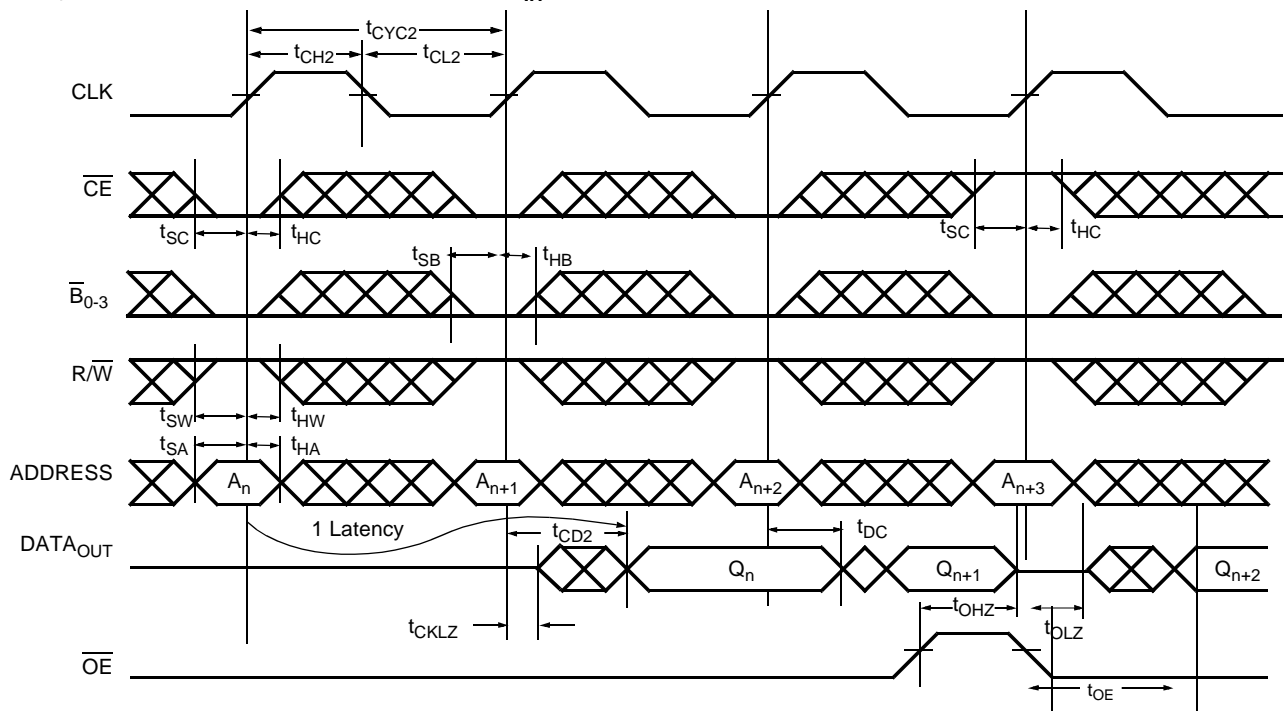 tCYC2
tCH2
tCL2
CLK
CE
tSC
tHC
tSC
tHC
tSB
tHB
B0-3
R/W
tSW
tHW
tSA
tHA
ADDRESS
An
An+1
An+2
An+3
1 Latency
tCD2
tDC
DATAOUT
Qn
Qn+1
Qn+2
tOHZ
tCKLZ
tOLZ
OE
tOE